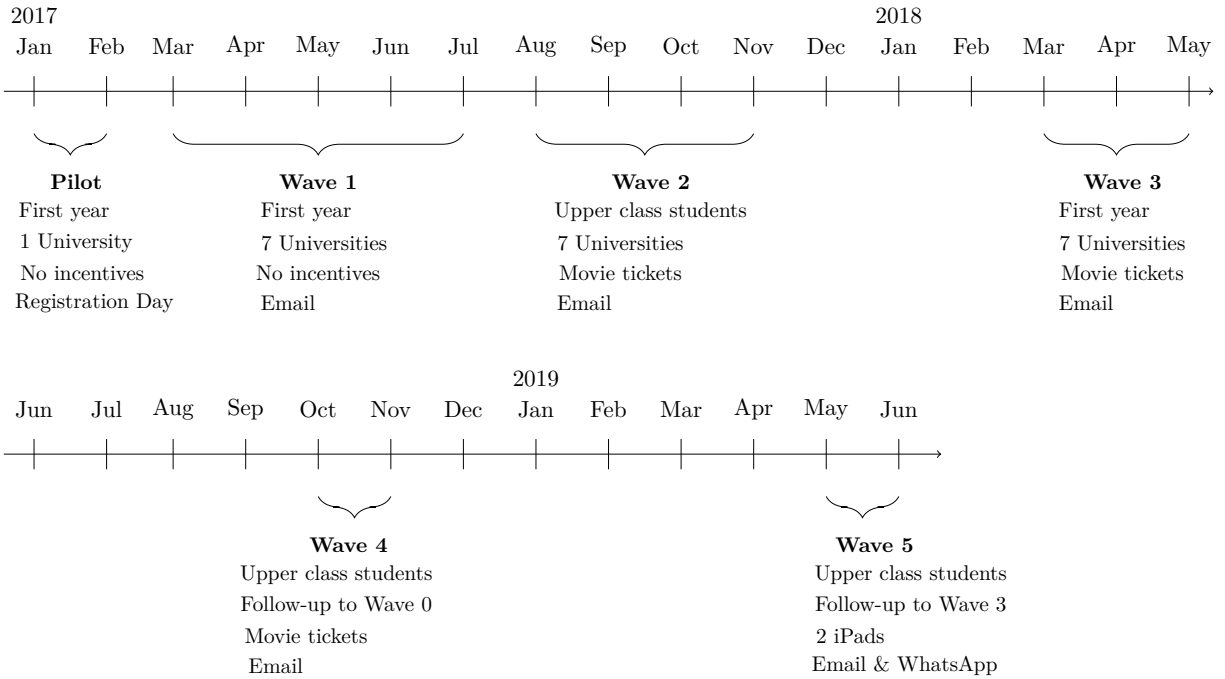 2017 2018
Jan Feb Mar Apr May Jun Jul Aug Sep Oct Nov Dec Jan Feb Mar Apr May
Pilot Wave 1 Wave 2 Wave 3
First year First year Upper class students First year
1 University 7 Universities 7 Universities 7 Universities
No incentives No incentives Movie tickets Movie tickets
Registration Day Email Email Email
2019
Jun Jul Aug Sep Oct Nov Dec Jan Feb Mar Apr May Jun
Wave 4 Wave 5
Upper class students Upper class students
Follow-up to Wave 0 Follow-up to Wave 3
Movie tickets 2 iPads
Email Email & WhatsApp